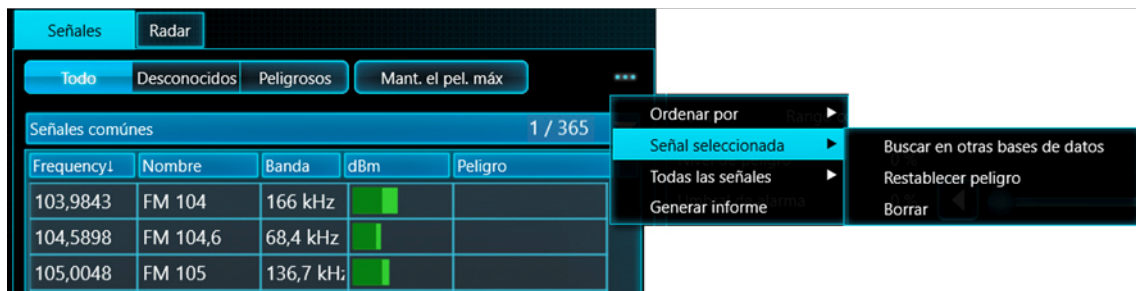 Señales Radar
Todo Desconocidos Peligrosos Mant. el pel. máx ...
Señales comúnes 1 / 365
Frequency↓ Nombre Banda dBm Peligro
103,9843 FM 104 166 kHz
104,5898 FM 104,6 68,4 kHz
105,0048 FM 105 136,7 kHz
Ordenar por
Señal seleccionada
Todas las señales
Generar informe
Buscar en otras bases de datos
Restablecer peligro
Borrar